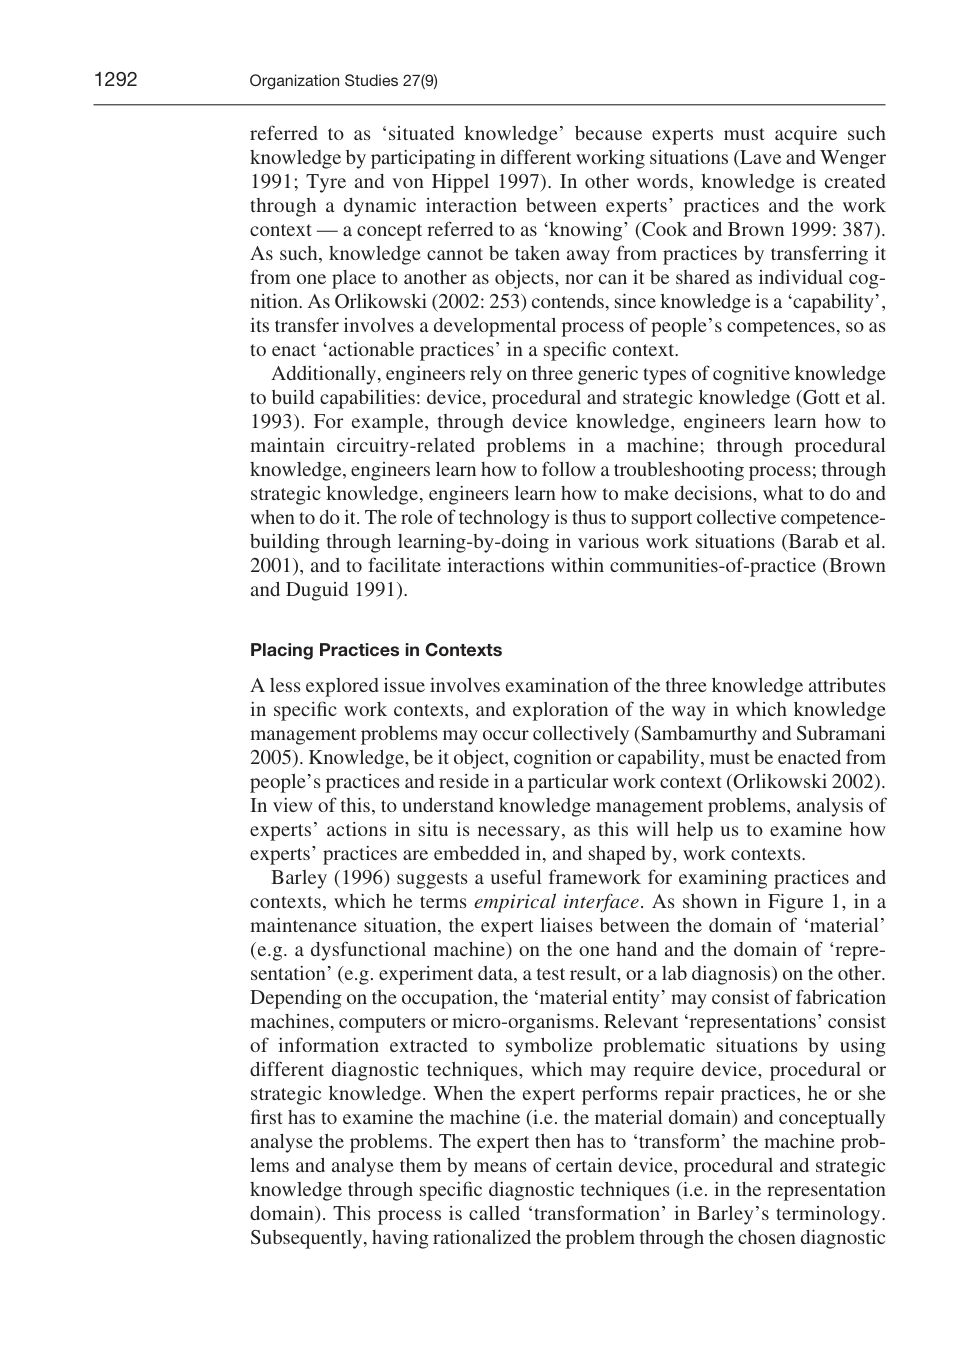 1292
Organization Studies 27(9)
referred to as ‘situated knowledge’ because experts must acquire such
knowledge by participating in different working situations (Lave and Wenger
1991; Tyre and von Hippel 1997). In other words, knowledge is created
through a dynamic interaction between experts’ practices and the work
context — a concept referred to as ‘knowing’ (Cook and Brown 1999: 387).
As such, knowledge cannot be taken away from practices by transferring it
from one place to another as objects, nor can it be shared as individual cog-
nition. As Orlikowski (2002: 253) contends, since knowledge is a ‘capability’,
its transfer involves a developmental process of people’s competences, so as
to enact ‘actionable practices’ in a specific context.
Additionally, engineers rely on three generic types of cognitive knowledge
to build capabilities: device, procedural and strategic knowledge (Gott et al.
1993). For example, through device knowledge, engineers learn how to
maintain circuitry-related problems in a machine; through procedural
knowledge, engineers learn how to follow a troubleshooting process; through
strategic knowledge, engineers learn how to make decisions, what to do and
when to do it. The role of technology is thus to support collective competence-
building through learning-by-doing in various work situations (Barab et al.
2001), and to facilitate interactions within communities-of-practice (Brown
and Duguid 1991).
Placing Practices in Contexts
A less explored issue involves examination of the three knowledge attributes
in specific work contexts, and exploration of the way in which knowledge
management problems may occur collectively (Sambamurthy and Subramani
2005). Knowledge, be it object, cognition or capability, must be enacted from
people’s practices and reside in a particular work context (Orlikowski 2002).
In view of this, to understand knowledge management problems, analysis of
experts’ actions in situ is necessary, as this will help us to examine how
experts’ practices are embedded in, and shaped by, work contexts.
Barley (1996) suggests a useful framework for examining practices and
contexts, which he terms empirical interface. As shown in Figure 1, in a
maintenance situation, the expert liaises between the domain of ‘material’
(e.g. a dysfunctional machine) on the one hand and the domain of ‘repre-
sentation’ (e.g. experiment data, a test result, or a lab diagnosis) on the other.
Depending on the occupation, the ‘material entity’ may consist of fabrication
machines, computers or micro-organisms. Relevant ‘representations’ consist
of information extracted to symbolize problematic situations by using
different diagnostic techniques, which may require device, procedural or
strategic knowledge. When the expert performs repair practices, he or she
first has to examine the machine (i.e. the material domain) and conceptually
analyse the problems. The expert then has to ‘transform’ the machine prob-
lems and analyse them by means of certain device, procedural and strategic
knowledge through specific diagnostic techniques (i.e. in the representation
domain). This process is called ‘transformation’ in Barley’s terminology.
Subsequently, having rationalized the problem through the chosen diagnostic